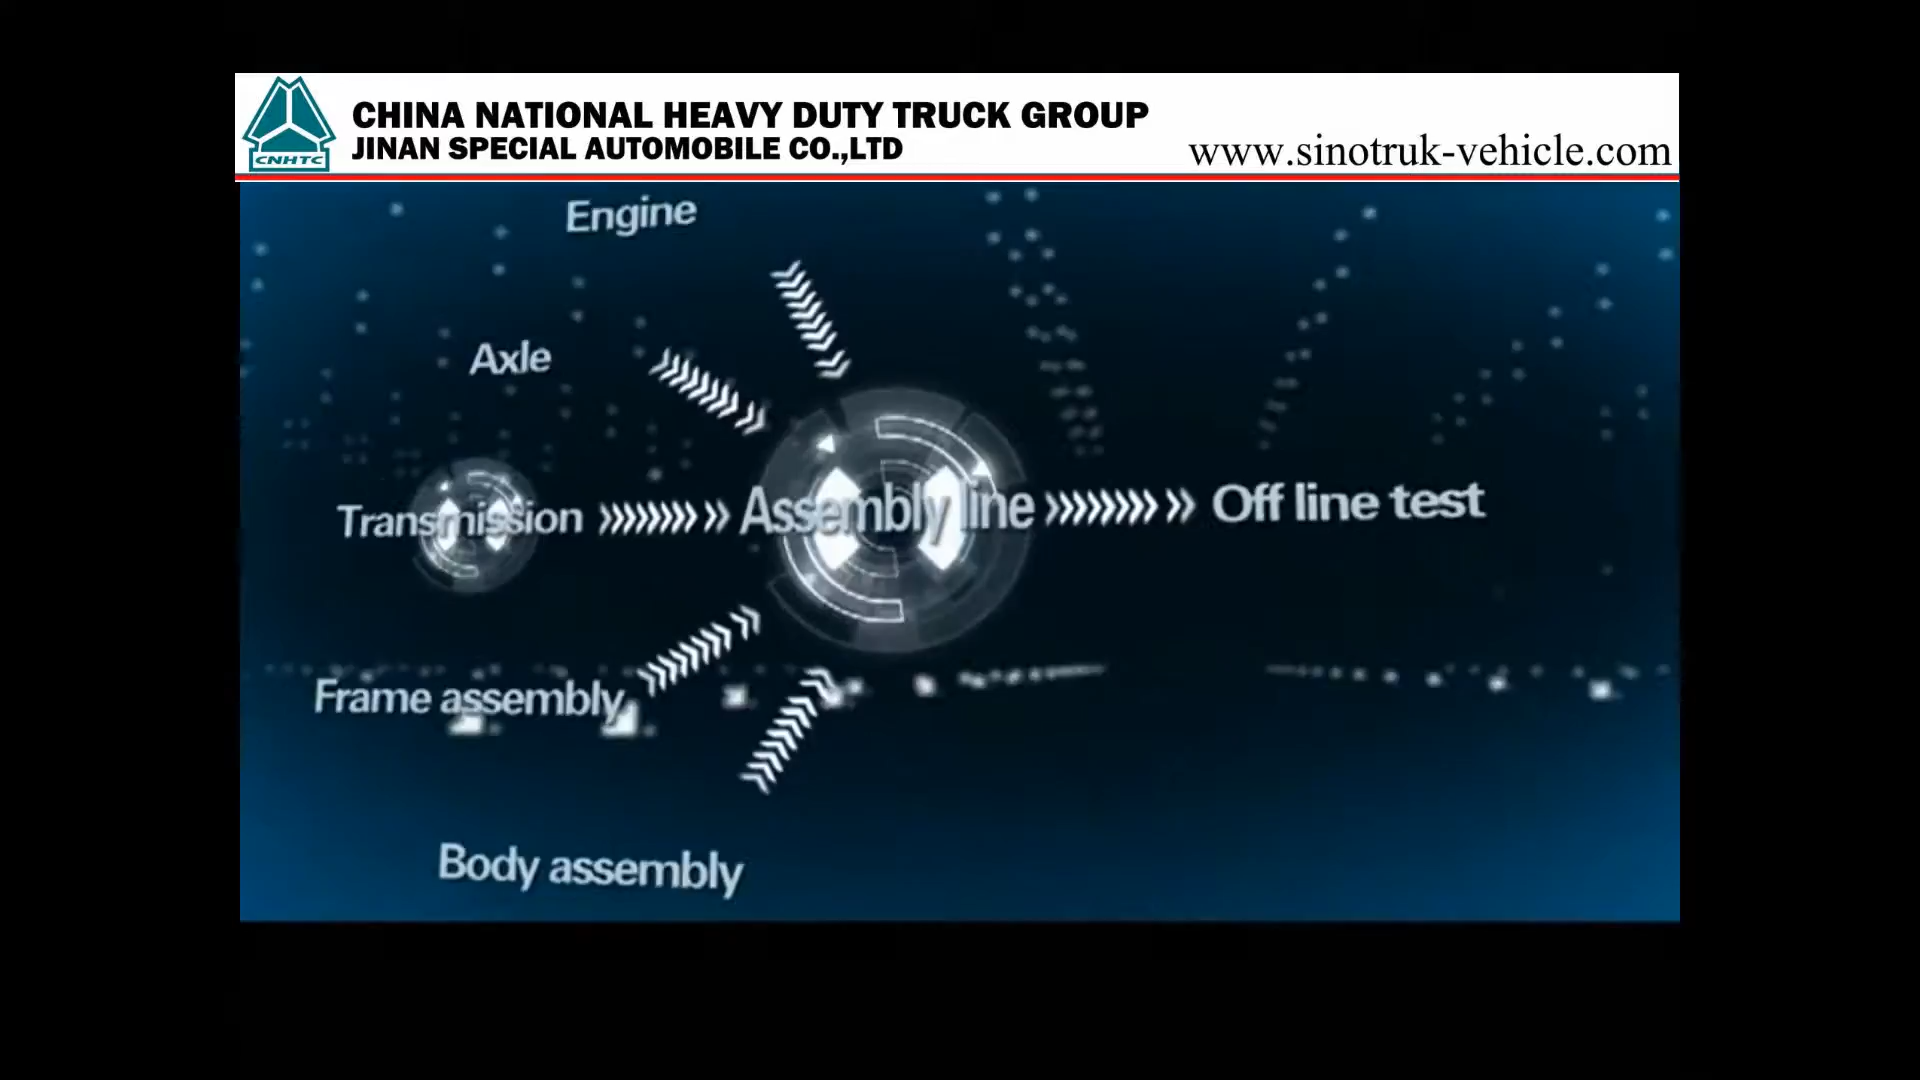 CNHTC
CHINA NATIONAL HEAVY DUTY TRUCK GROUP
JINAN SPECIAL AUTOMOBILE CO.,LTD
www.sinotruk-vehicle.com
Engine
Axle
Transmission
Assembly line
Off line test
Frame assembly
Body assembly